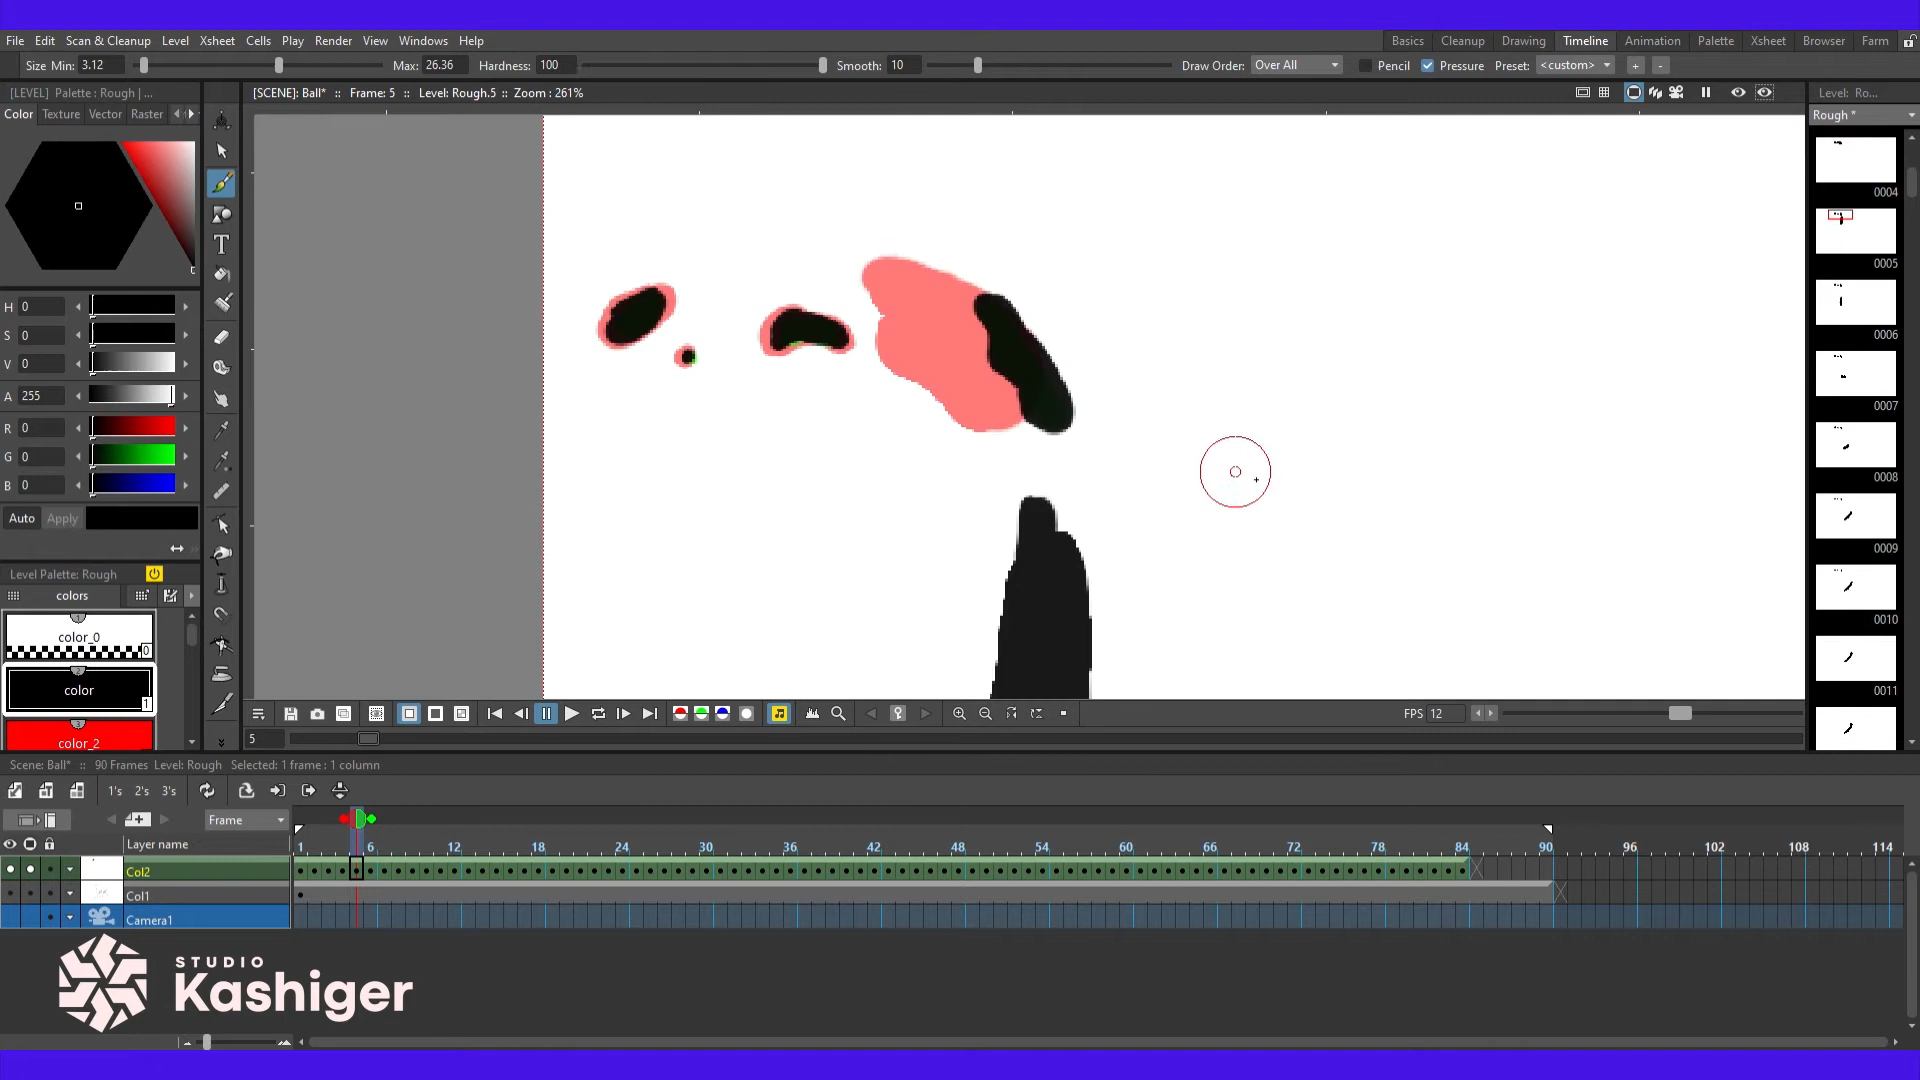 File Edit Scan & Cleanup Level Xsheet Cells Play Render View Windows Help Basics Cleanup Drawing Timeline Animation Palette Xsheet Browser Farm
Size Min: 3.12 Max: 26.36 Hardness: 100 Smooth: 10 Draw Order: Over All Pencil Pressure Preset: <custom> + -
[LEVEL] Palette : Rough | ...
[SCENE]: Ball* :: Frame: 5 :: Level: Rough.5 :: Zoom : 261%
Level: Ro...
Color Texture Vector Raster
Rough *
H 0
S 0
V 0
A 255
R 0
G 0
B 0
Auto Apply
Level Palette: Rough
colors
1
color_0
0
2
color
1
3
color_2
0004
0005
0006
0007
0008
0009
0010
0011
FPS 12
5
Scene: Ball* :: 90 Frames Level: Rough Selected: 1 frame : 1 column
1's 2's 3's
Frame
Layer name
1 6 12 18 24 30 36 42 48 54 60 66 72 78 84 90 96 102 108 114
Col2
Col1
Camera1
STUDIO
Kashiger